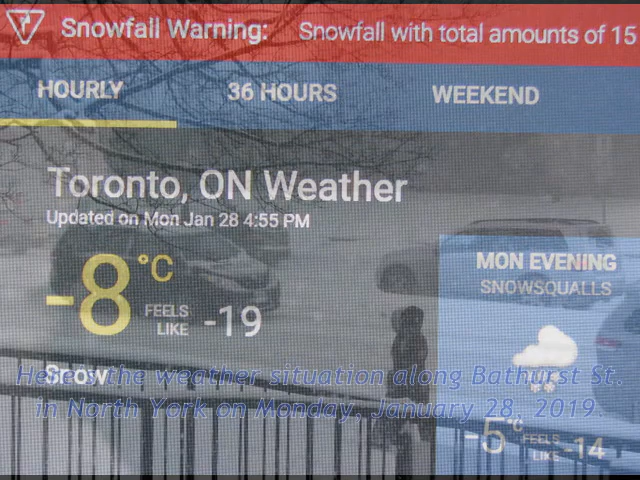 Snowfall Warning: Snowfall with total amounts of 15
HOURLY 36 HOURS WEEKEND
Toronto, ON Weather
Updated on Mon Jan 28 4:55 PM
-8°C
FEELS LIKE -19
Snow
MON EVENING
SNOWSQUALLS
-5°C
FEELS LIKE -14
Here's the weather situation along Bathurst St.
in North York on Monday, January 28, 2019.